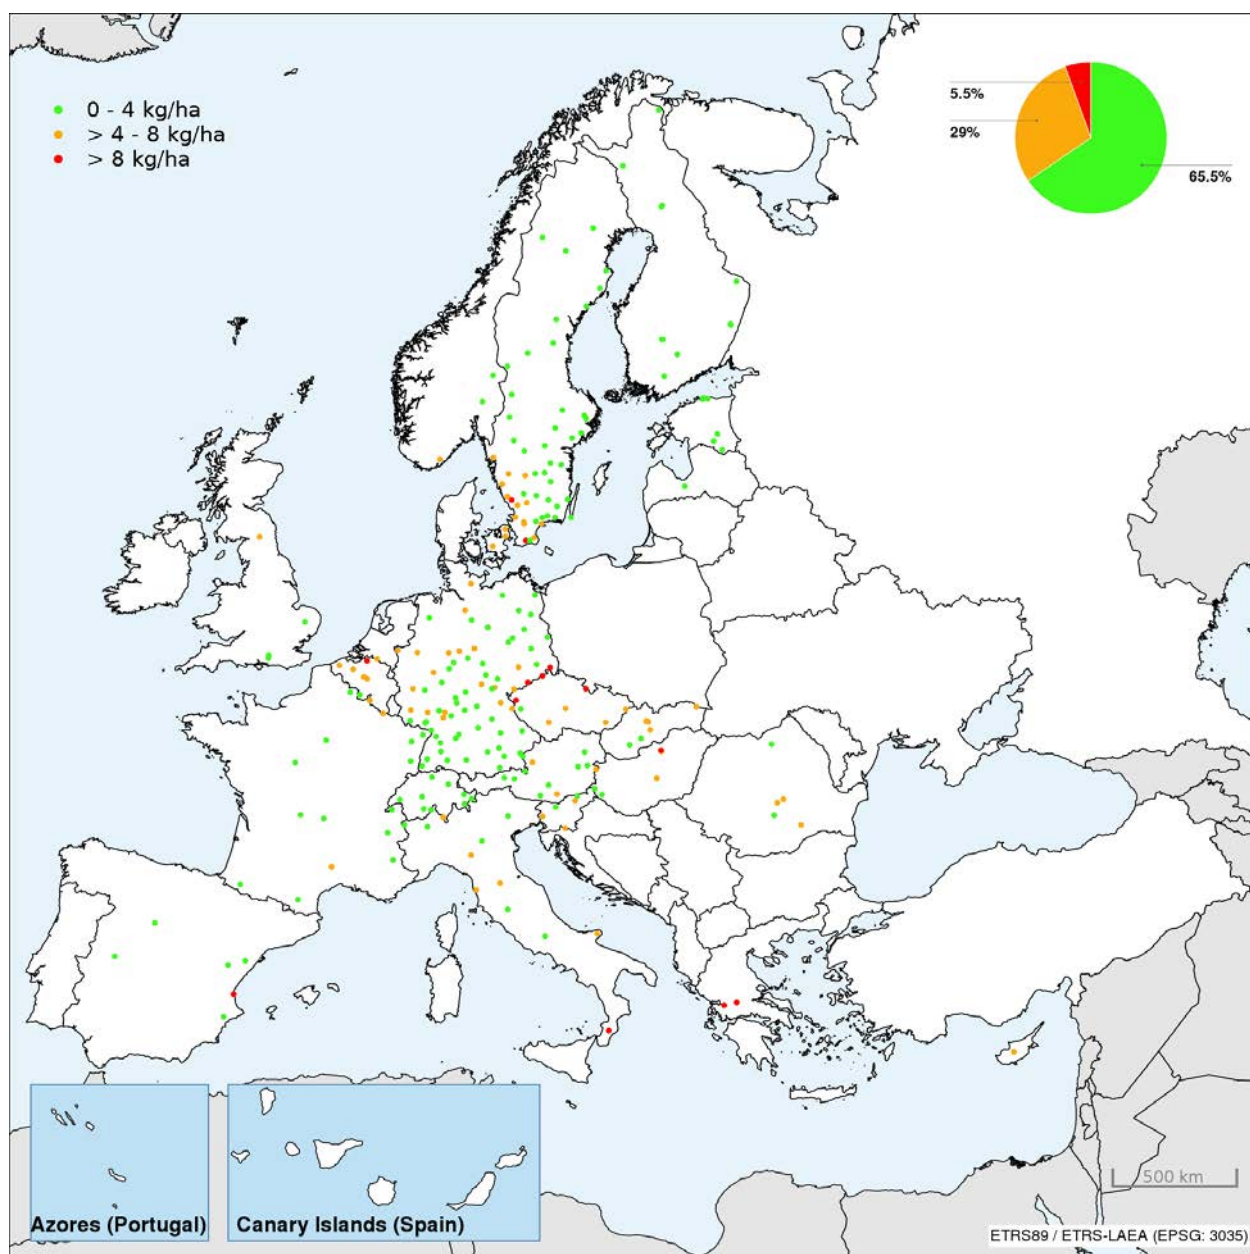 0 - 4 kg/ha
> 4 - 8 kg/ha
> 8 kg/ha
5.5%
29%
65.5%
500 km
Azores (Portugal)
Canary Islands (Spain)
ETRS89 / ETRS-LAEA (EPSG: 3035)